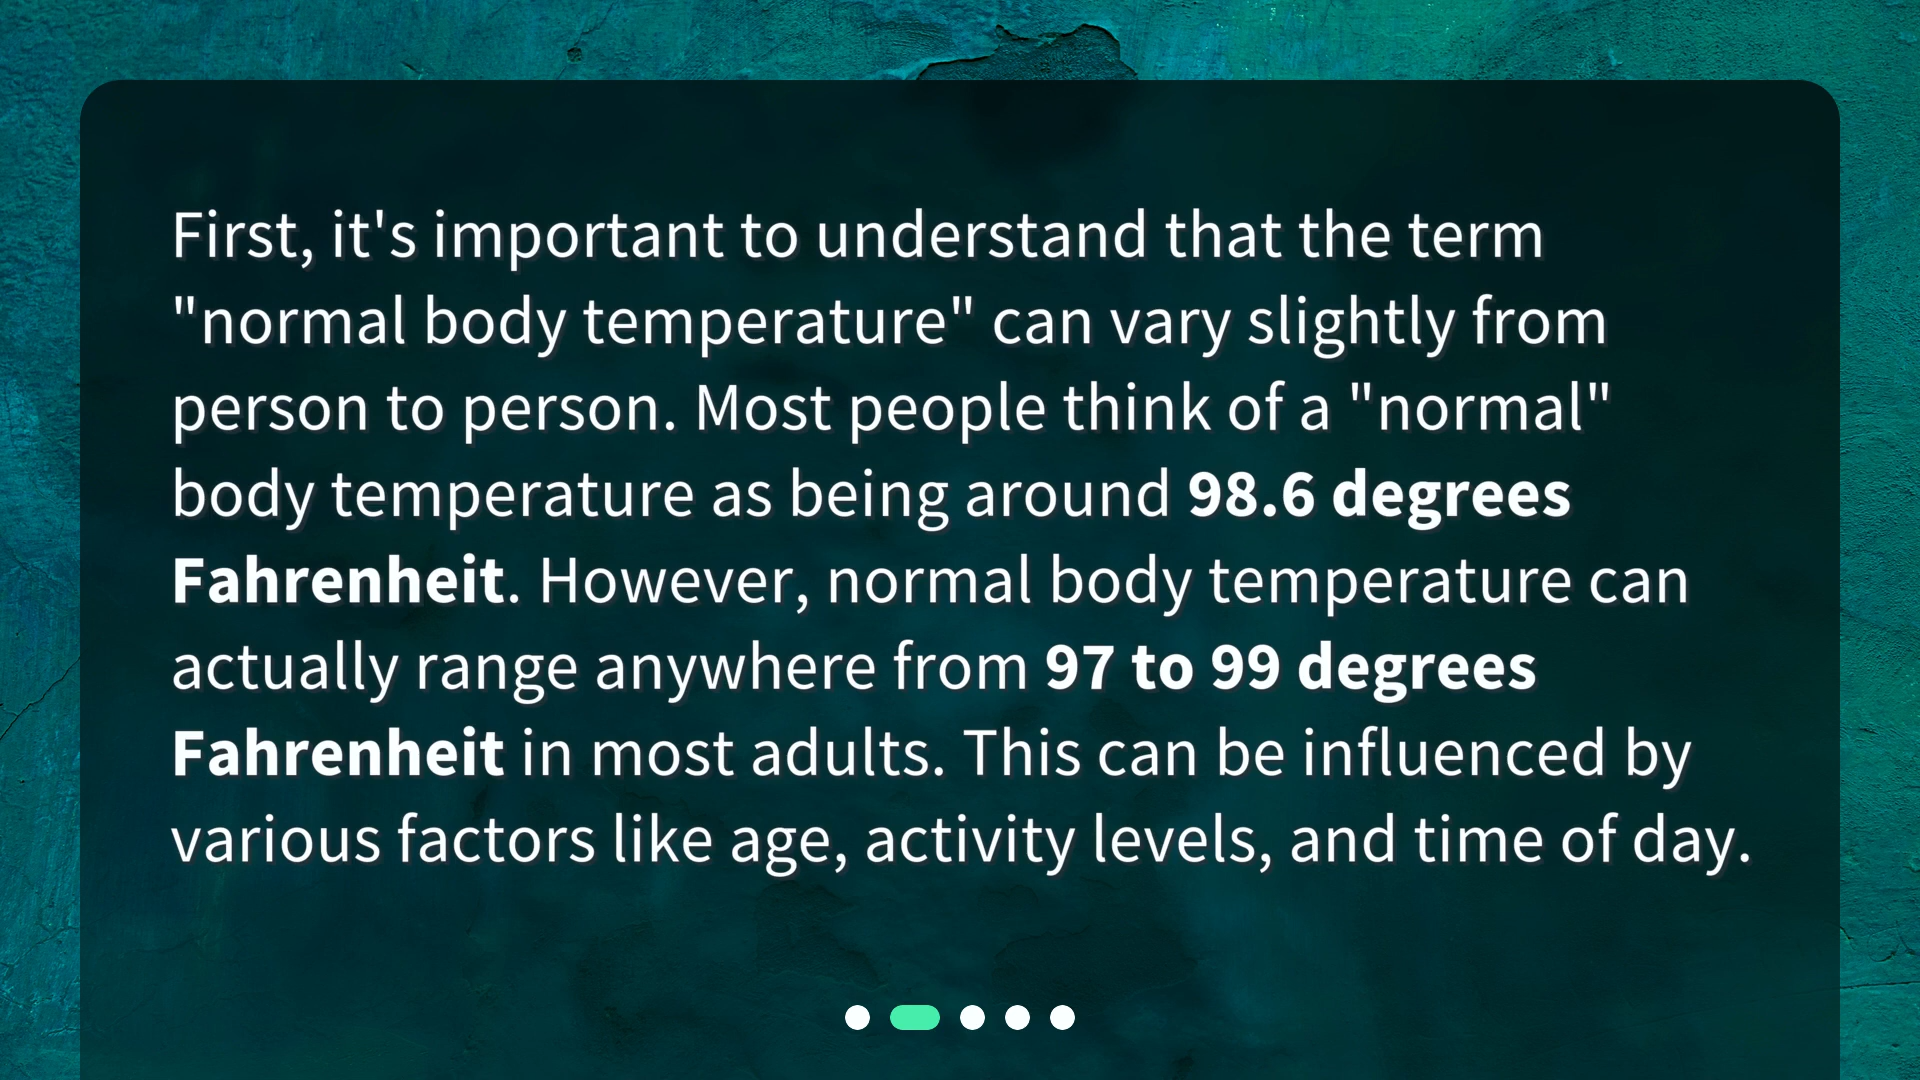 First, it's important to understand that the term
"normal body temperature" can vary slightly from
person to person. Most people think of a "normal"
body temperature as being around 98.6 degrees
Fahrenheit. However, normal body temperature can
actually range anywhere from 97 to 99 degrees
Fahrenheit in most adults. This can be influenced by
various factors like age, activity levels, and time of day.